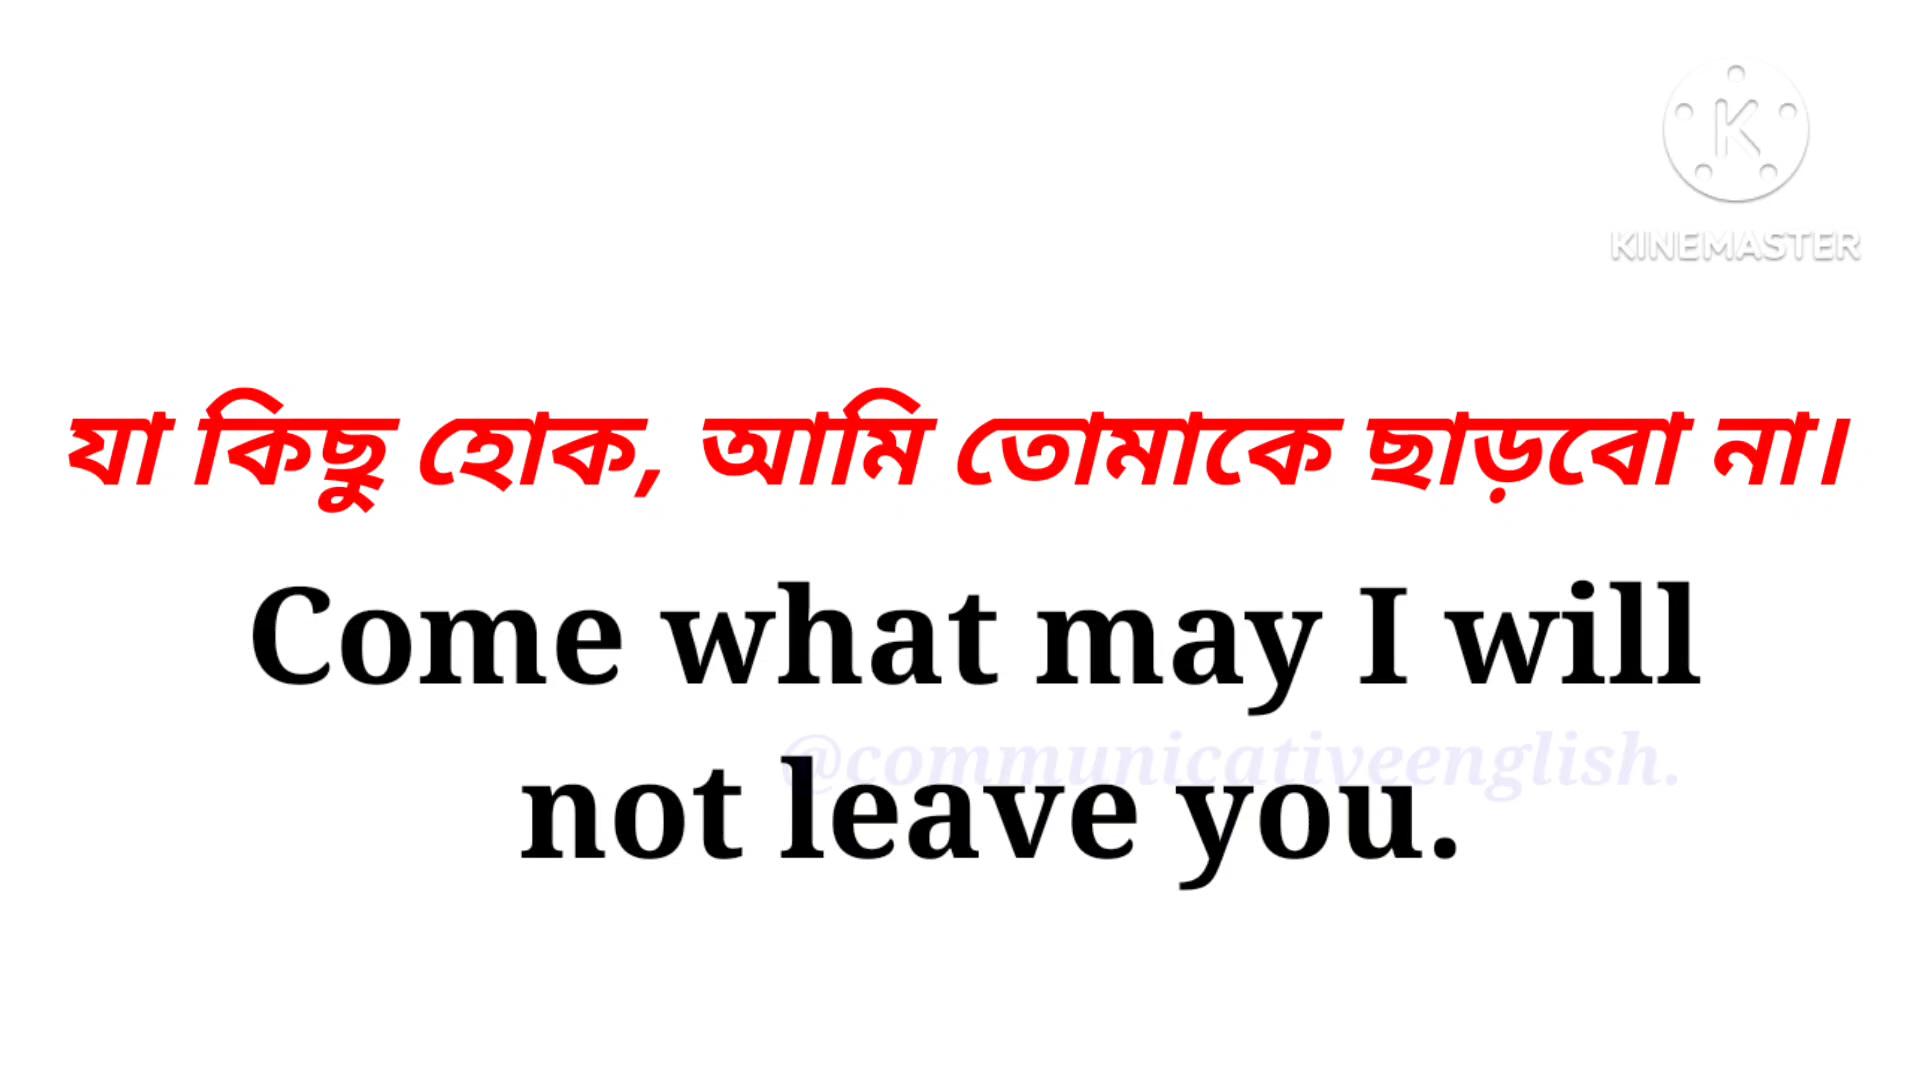 KINEMASTER
যা কিছু হোক, আমি তোমাকে ছাড়বো না।
Come what may I will
@communicativeenglish.
not leave you.